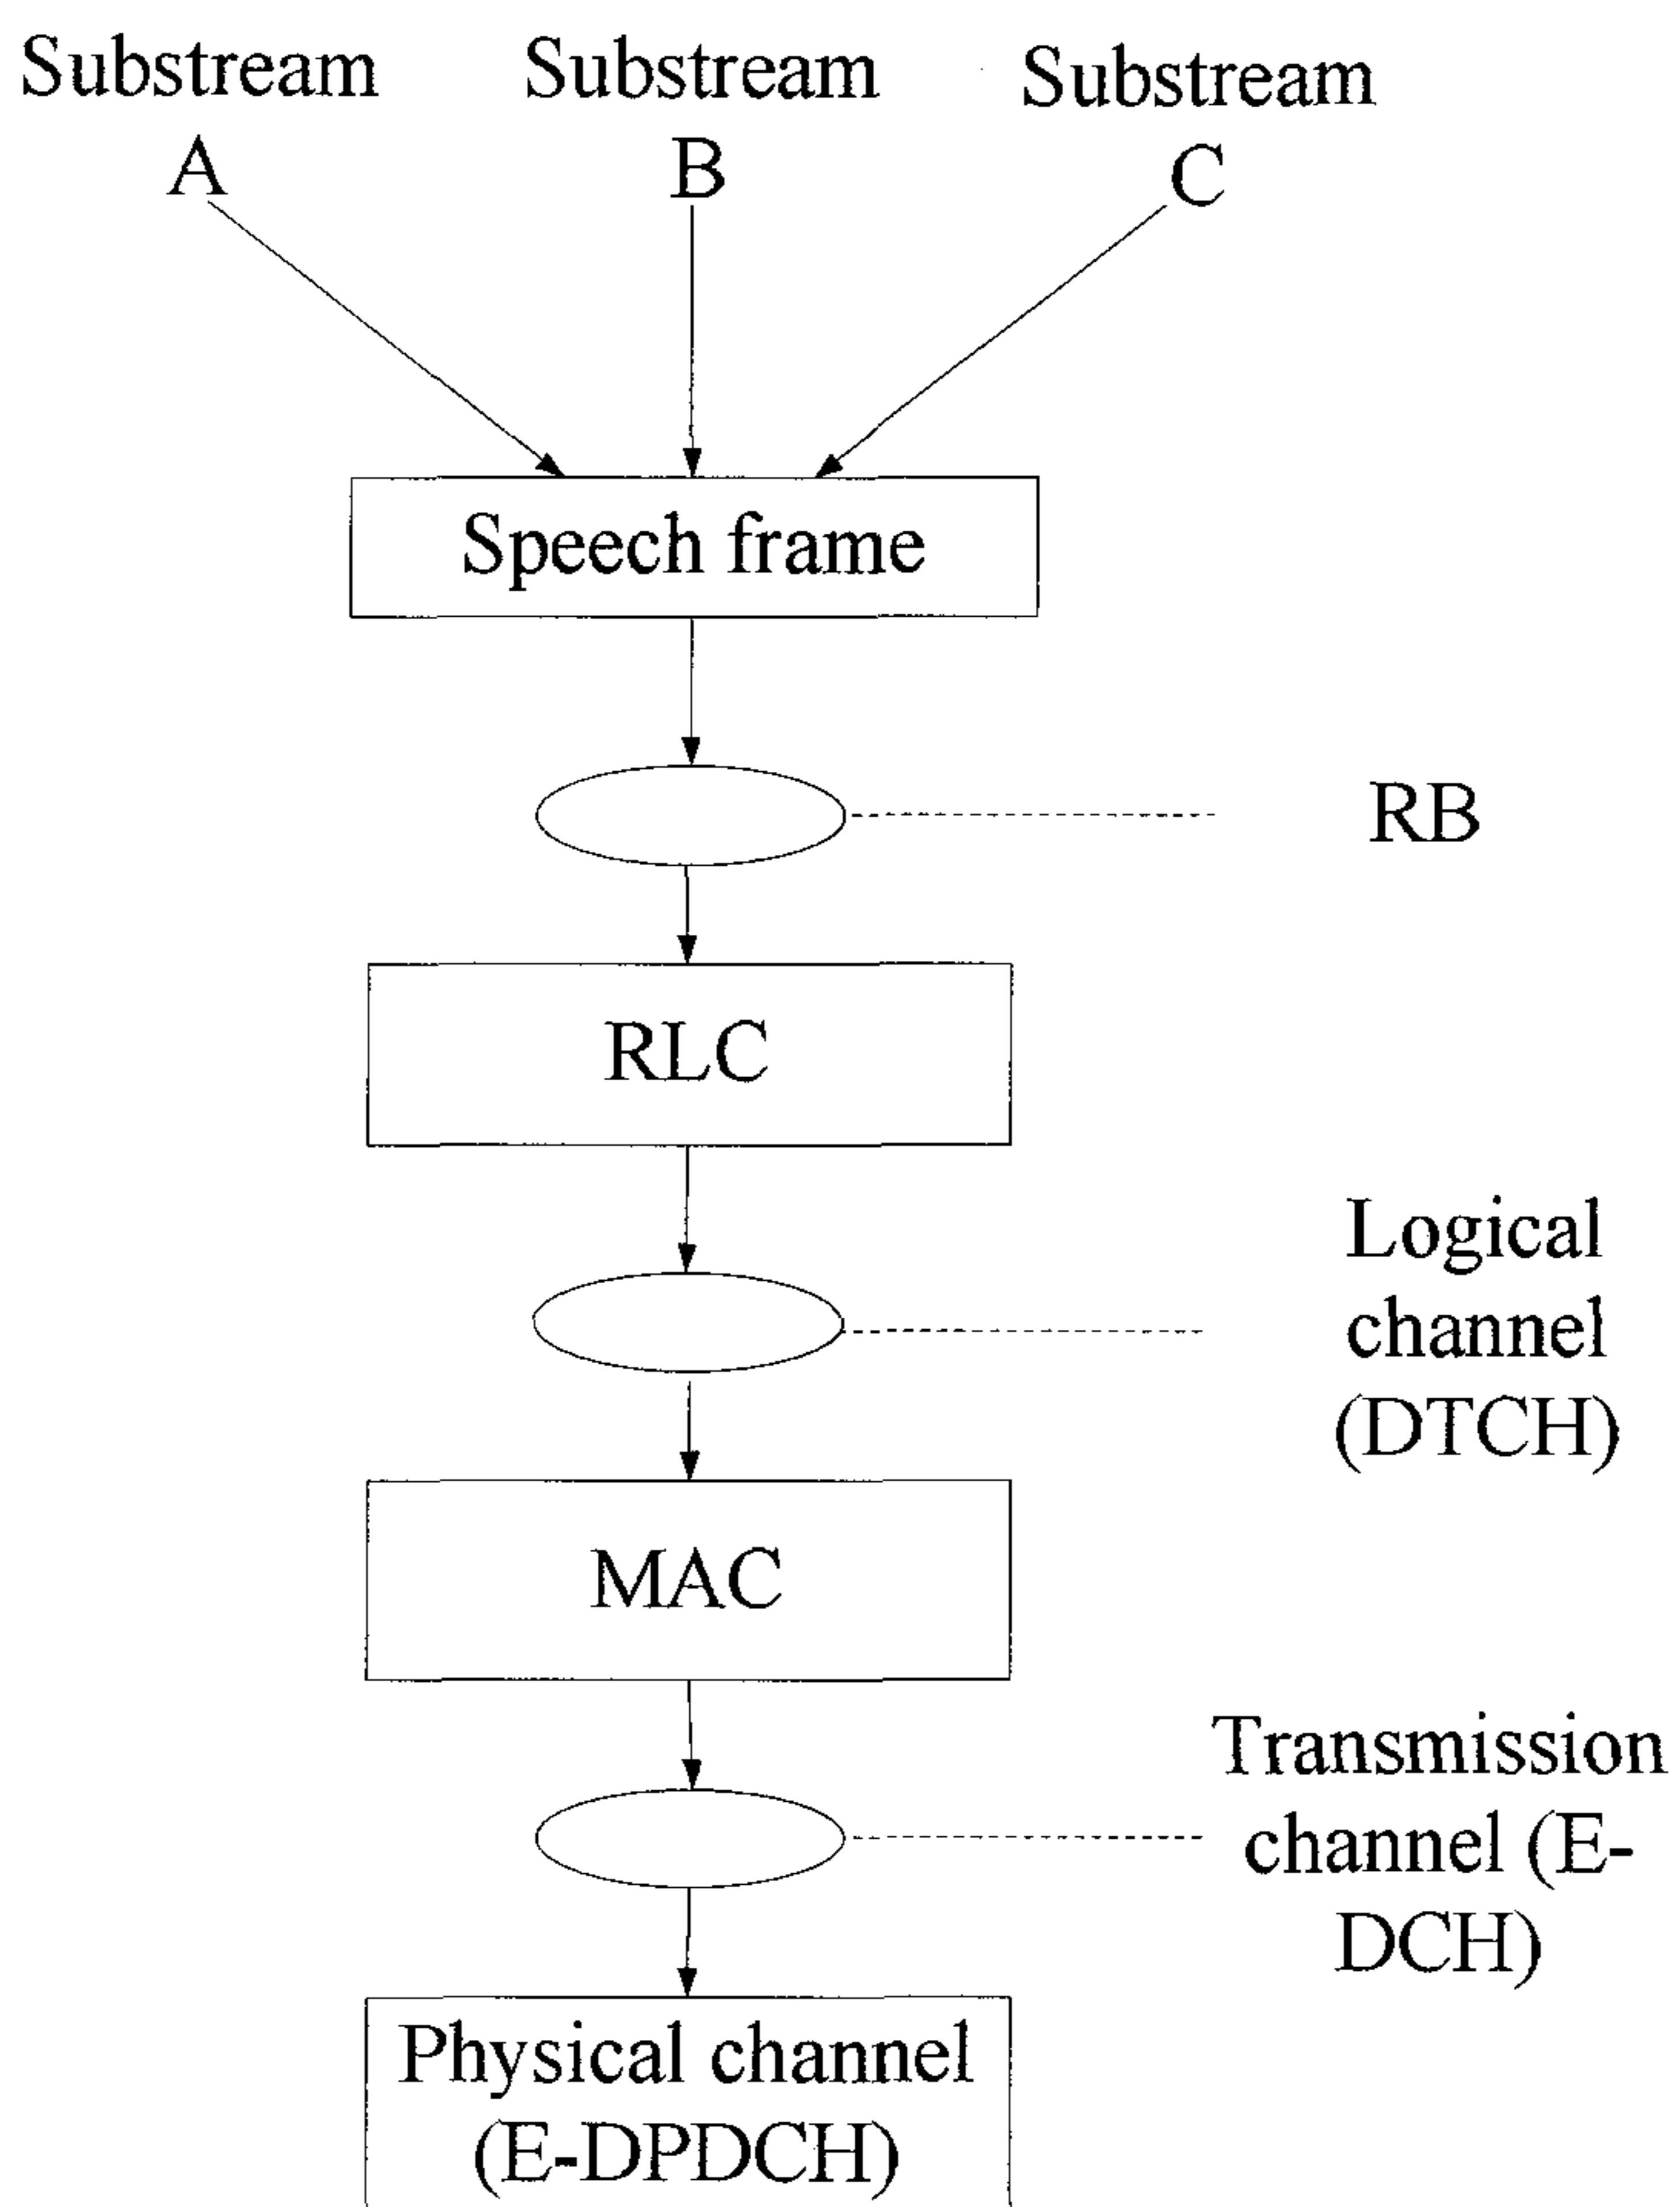 Substream
A
Substream
B
Substream
C
Speech frame
RB
RLC
Logical
channel
(DTCH)
MAC
Transmission
channel (E-
DCH)
Physical channel
(E-DPDCH)